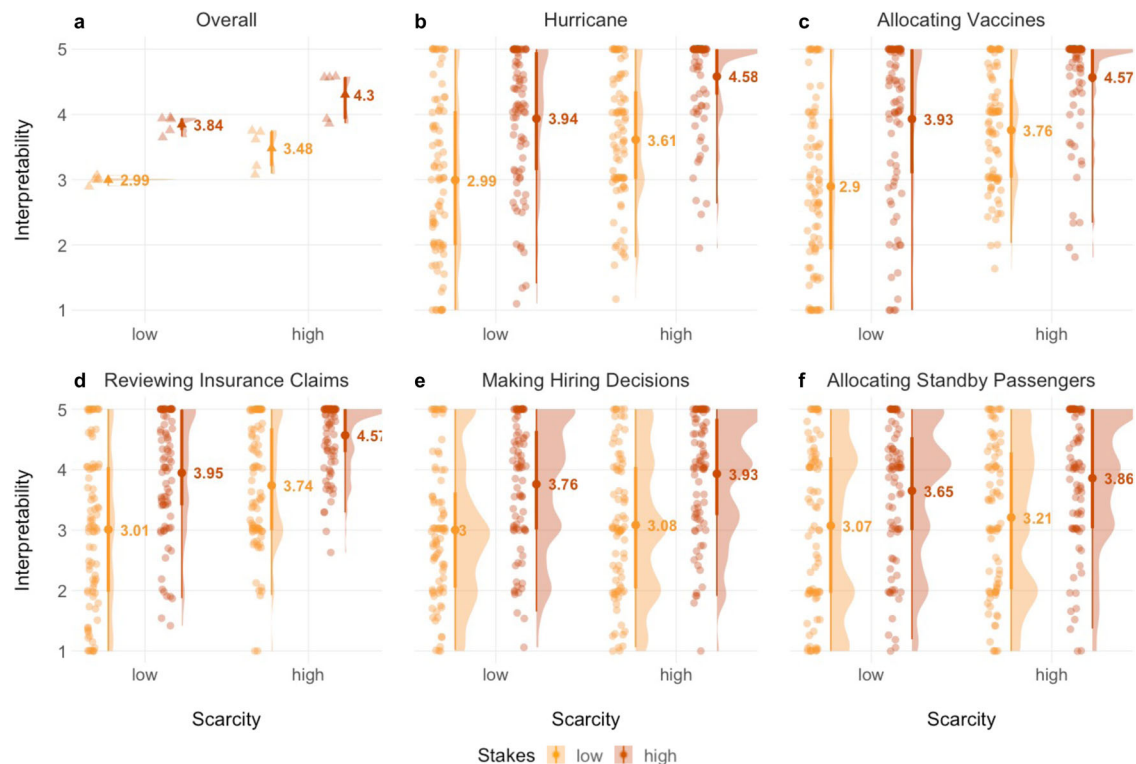 a Overall
b Hurricane
c Allocating Vaccines
Interpretability
5
4
3
2
1
2.99
3.84
3.48
4.3
low
high
2.99
3.94
3.61
4.58
low
high
2.9
3.93
3.76
4.57
low
high
d Reviewing Insurance Claims
e Making Hiring Decisions
f Allocating Standby Passengers
Interpretability
5
4
3
2
1
3.01
3.95
3.74
4.57
low
high
3
3.76
3.08
3.93
low
high
3.07
3.65
3.21
3.86
low
high
Scarcity
Scarcity
Scarcity
Stakes low high